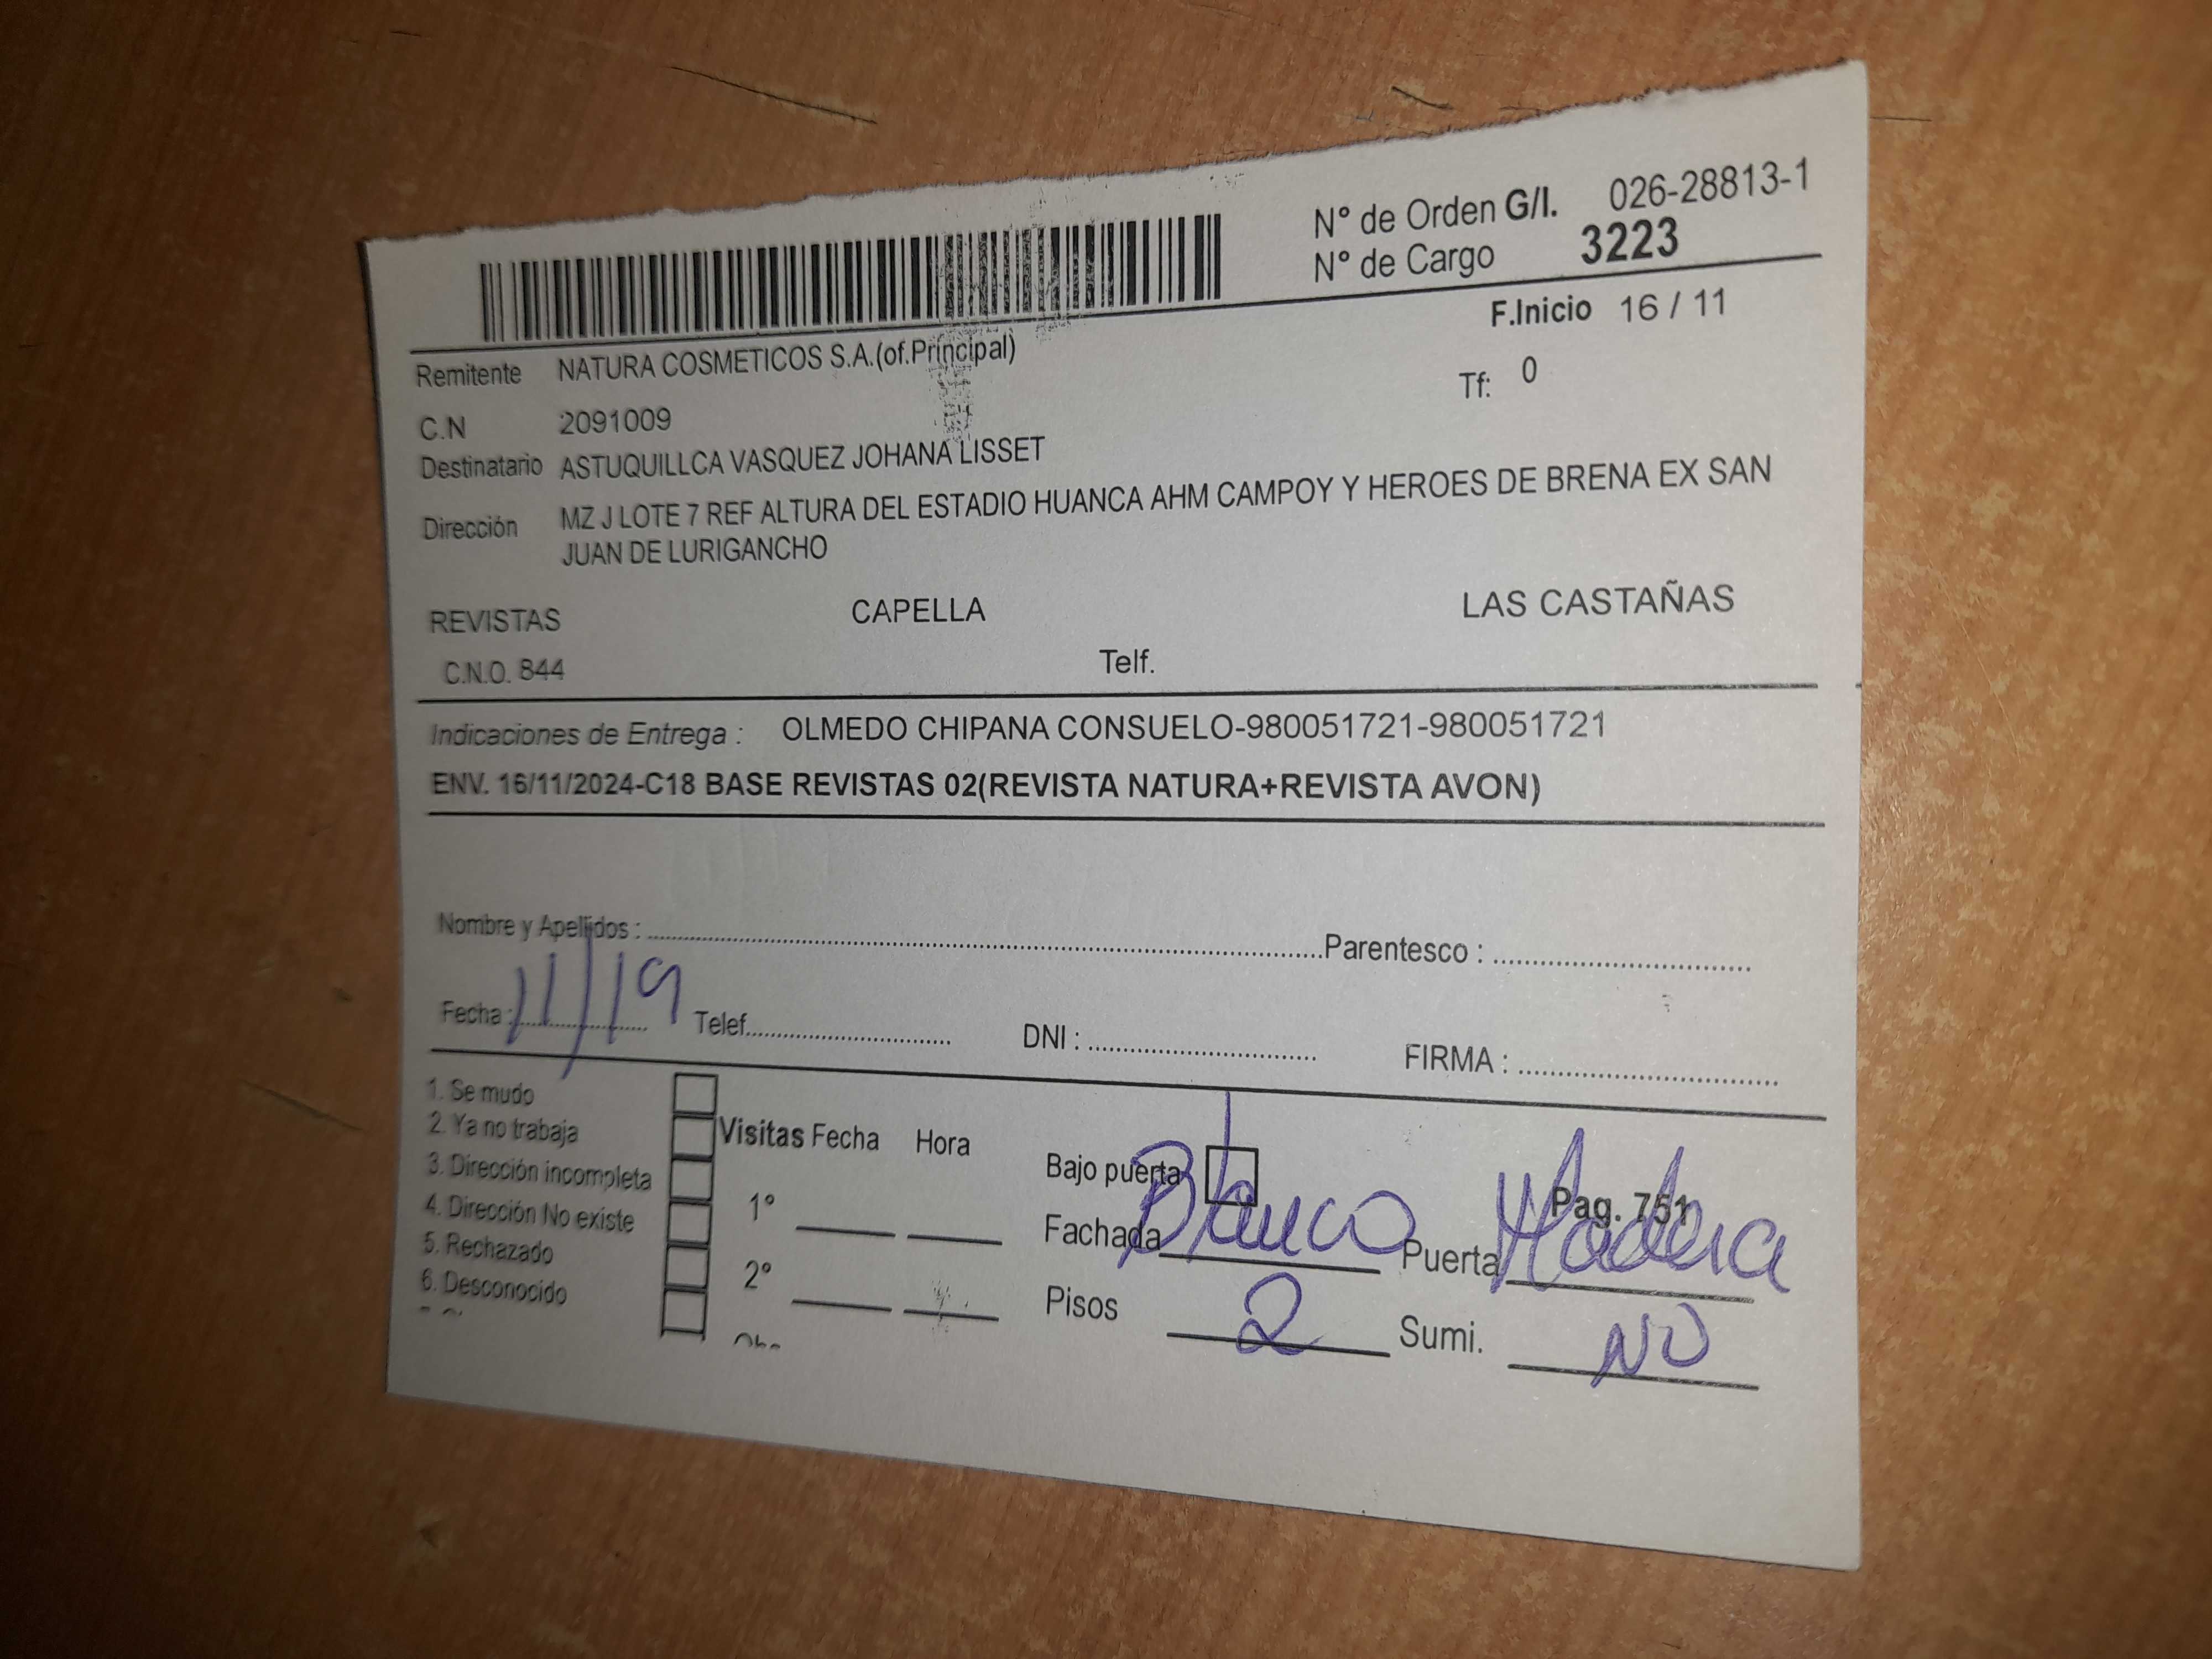 N° de Orden G/I. 026-28813-1
N° de Cargo 3223
F.Inicio 16 / 11
Remitente NATURA COSMETICOS S.A.(of.Principal)
Tf: 0
C.N 2091009
Destinatario ASTUQUILLCA VASQUEZ JOHANA LISSET
Dirección MZ J LOTE 7 REF ALTURA DEL ESTADIO HUANCA AHM CAMPOY Y HEROES DE BRENA EX SAN
JUAN DE LURIGANCHO
REVISTAS CAPELLA LAS CASTAÑAS
C.N.O. 844 Telf.
Indicaciones de Entrega : OLMEDO CHIPANA CONSUELO-980051721-980051721
ENV. 16/11/2024-C18 BASE REVISTAS 02(REVISTA NATURA+REVISTA AVON)
Nombre y Apellidos : Parentesco :
Fecha : 11/19 Telef. DNI : FIRMA :
1. Se mudo
2. Ya no trabaja
3. Dirección incompleta
4. Dirección No existe
5. Rechazado
6. Desconocido
Visitas Fecha Hora
1°
2°
Bajo puerta
Pag. 751
Fachada Blanco Puerta Madera
Pisos 2 Sumi. NO